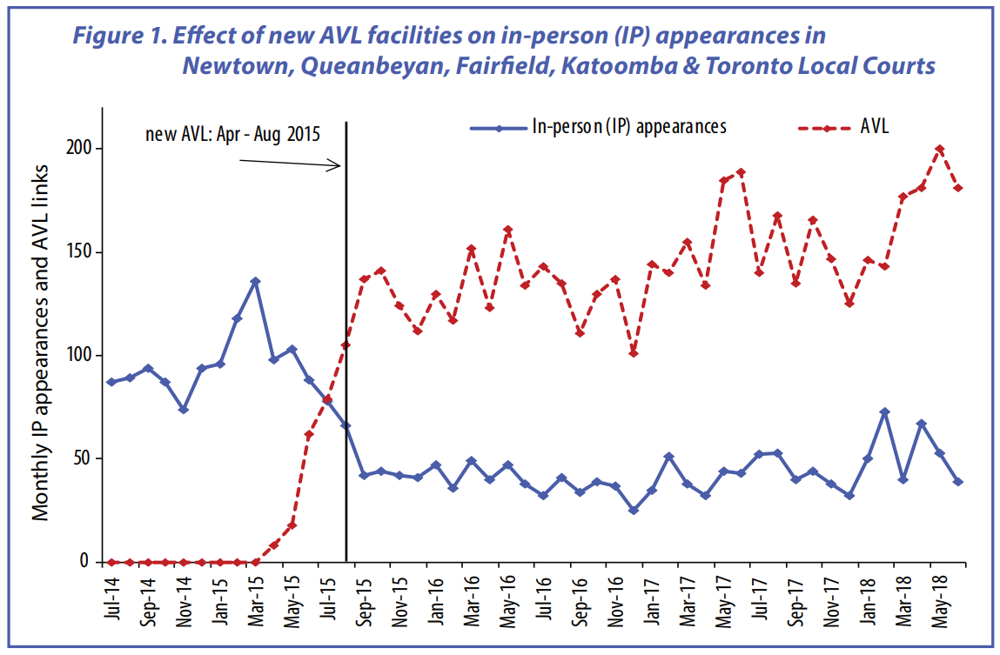 Figure 1. Effect of new AVL facilities on in-person (IP) appearances in
Newtown, Queanbeyan, Fairfield, Katoomba & Toronto Local Courts
new AVL: Apr - Aug 2015
In-person (IP) appearances
AVL
Monthly IP appearances and AVL links
200
150
100
50
0
Jul-14
Sep-14
Nov-14
Jan-15
Mar-15
May-15
Jul-15
Sep-15
Nov-15
Jan-16
Mar-16
May-16
Jul-16
Sep-16
Nov-16
Jan-17
Mar-17
May-17
Jul-17
Sep-17
Nov-17
Jan-18
Mar-18
May-18